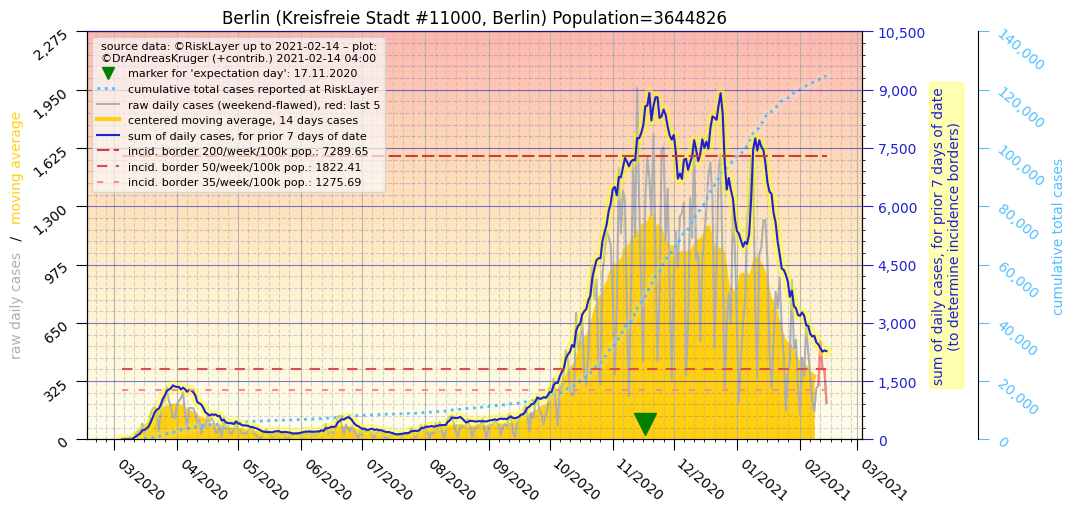 Berlin (Kreisfreie Stadt #11000, Berlin) Population=3644826
source data: ©RiskLayer up to 2021-02-14 – plot:
©DrAndreasKruger (+contrib.) 2021-02-14 04:00
marker for 'expectation day': 17.11.2020
cumulative total cases reported at RiskLayer
raw daily cases (weekend-flawed), red: last 5
centered moving average, 14 days cases
sum of daily cases, for prior 7 days of date
incid. border 200/week/100k pop.: 7289.65
incid. border 50/week/100k pop.: 1822.41
incid. border 35/week/100k pop.: 1275.69
raw daily cases / moving average
2,275
1,950
1,625
1,300
975
650
325
0
10,500
9,000
7,500
6,000
4,500
3,000
1,500
0
sum of daily cases, for prior 7 days of date
(to determine incidence borders)
140,000
120,000
100,000
80,000
60,000
40,000
20,000
0
cumulative total cases
03/2020
04/2020
05/2020
06/2020
07/2020
08/2020
09/2020
10/2020
11/2020
12/2020
01/2021
02/2021
03/2021